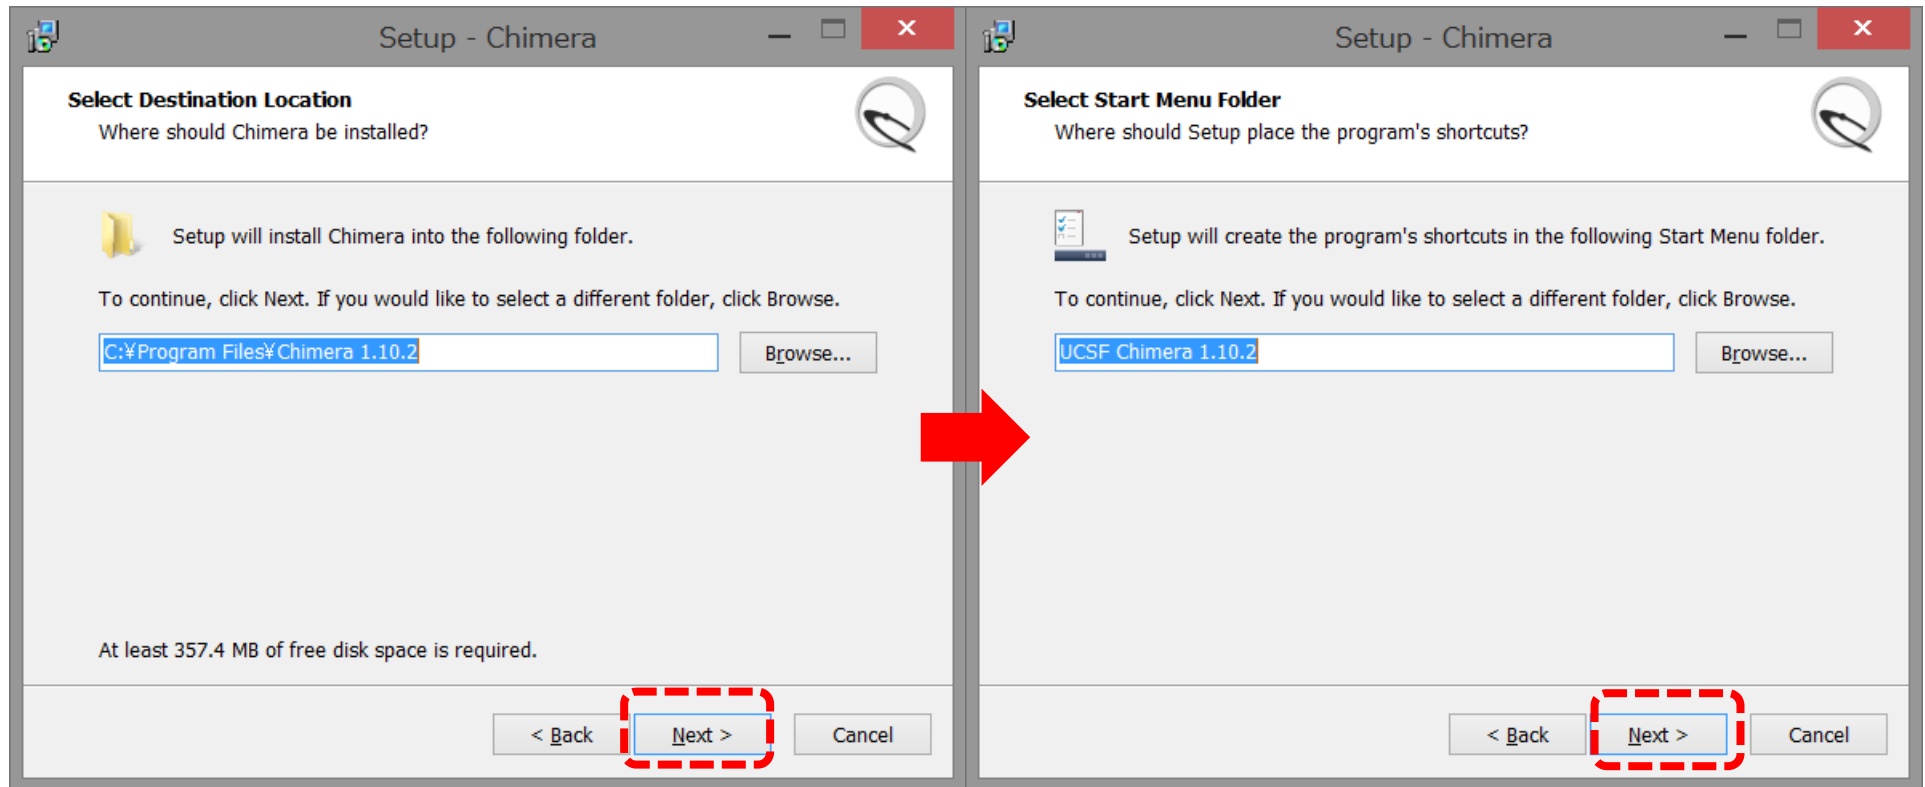 Setup - Chimera
Select Destination Location
Where should Chimera be installed?
Setup will install Chimera into the following folder.
To continue, click Next. If you would like to select a different folder, click Browse.
C:¥Program Files¥Chimera 1.10.2
Browse...
At least 357.4 MB of free disk space is required.
< Back
Next >
Cancel
Setup - Chimera
Select Start Menu Folder
Where should Setup place the program's shortcuts?
Setup will create the program's shortcuts in the following Start Menu folder.
To continue, click Next. If you would like to select a different folder, click Browse.
UCSF Chimera 1.10.2
Browse...
< Back
Next >
Cancel